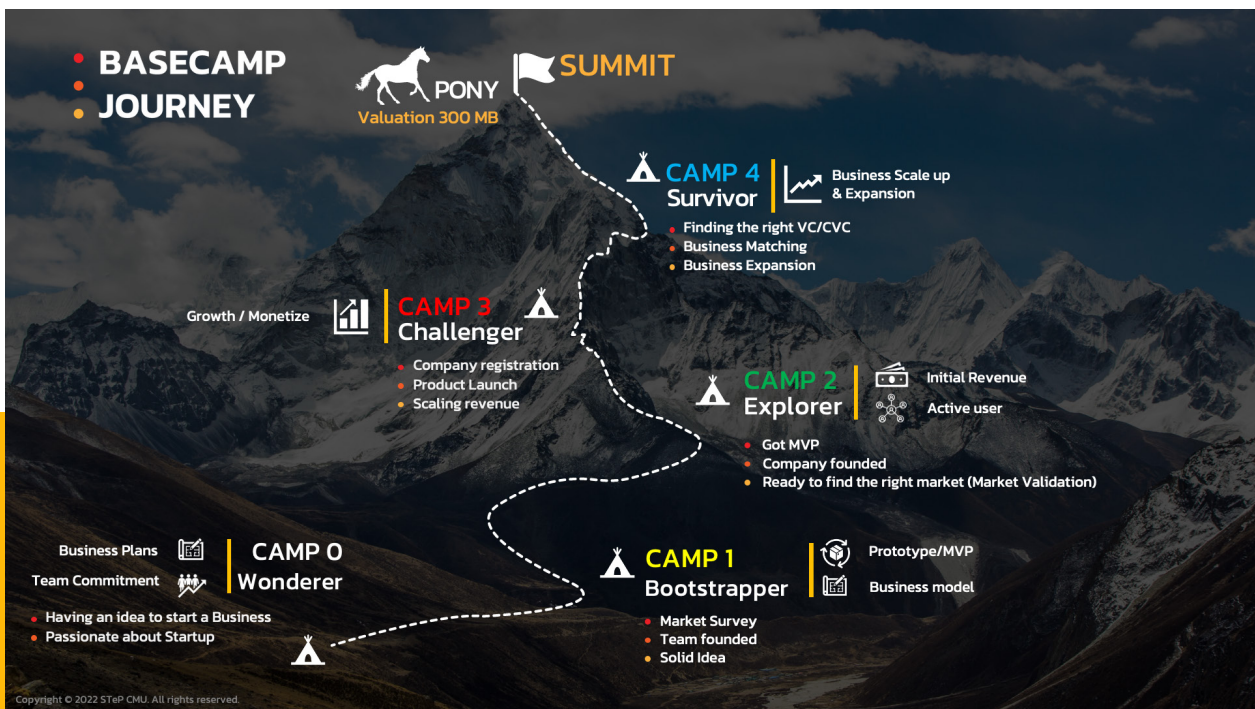 BASECAMP
JOURNEY
PONY
Valuation 300 MB
SUMMIT
CAMP 4
Survivor
Business Scale up
& Expansion
Finding the right VC/CVC
Business Matching
Business Expansion
Growth / Monetize
CAMP 3
Challenger
Company registration
Product Launch
Scaling revenue
CAMP 2
Explorer
Initial Revenue
Active user
Got MVP
Company founded
Ready to find the right market (Market Validation)
Business Plans
Team Commitment
CAMP 0
Wonderer
Having an idea to start a Business
Passionate about Startup
CAMP 1
Bootstrapper
Prototype/MVP
Business model
Market Survey
Team founded
Solid Idea
Copyright © 2022 STeP CMU. All rights reserved.